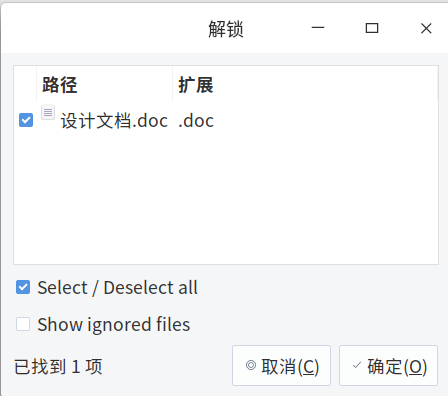 解锁
路径 扩展
设计文档.doc .doc
Select / Deselect all
Show ignored files
已找到 1 项 取消(C) 确定(O)